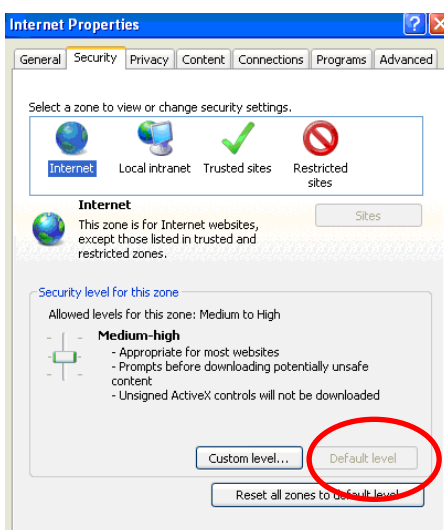 Internet Properties
General Security Privacy Content Connections Programs Advanced
Select a zone to view or change security settings.
Internet Local intranet Trusted sites Restricted
sites
Internet
Sites
This zone is for Internet websites,
except those listed in trusted and
restricted zones.
Security level for this zone
Allowed levels for this zone: Medium to High
Medium-high
- Appropriate for most websites
- Prompts before downloading potentially unsafe
content
- Unsigned ActiveX controls will not be downloaded
Custom level... Default level
Reset all zones to default level